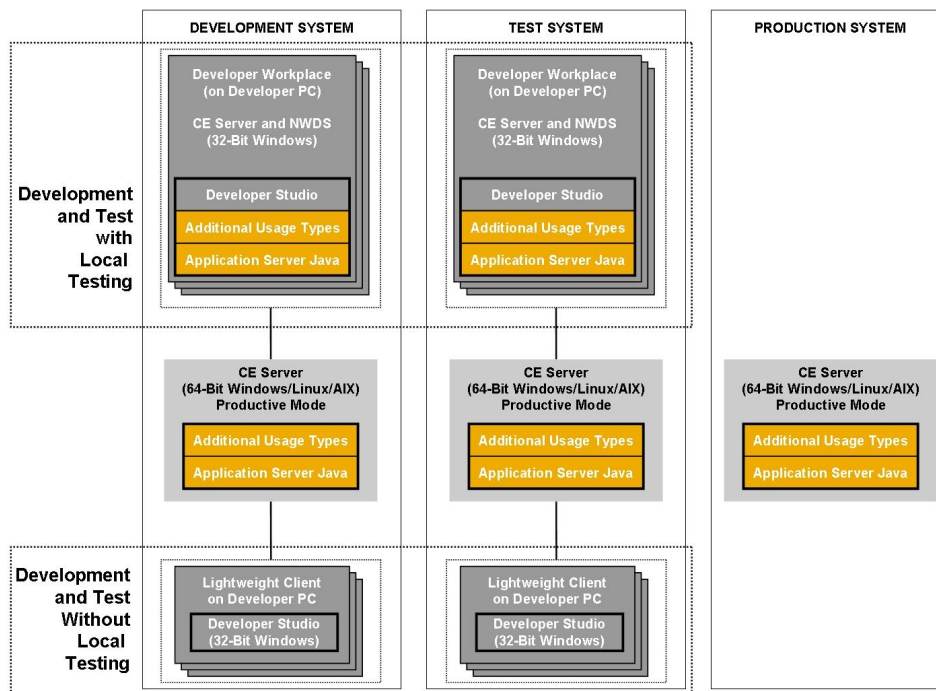 DEVELOPMENT SYSTEM
TEST SYSTEM
PRODUCTION SYSTEM
Development
and Test
with
Local
Testing
Developer Workplace
(on Developer PC)
CE Server and NWDS
(32-Bit Windows)
Developer Studio
Additional Usage Types
Application Server Java
Developer Workplace
(on Developer PC)
CE Server and NWDS
(32-Bit Windows)
Developer Studio
Additional Usage Types
Application Server Java
CE Server
(64-Bit Windows/Linux/AIX)
Productive Mode
Additional Usage Types
Application Server Java
CE Server
(64-Bit Windows/Linux/AIX)
Productive Mode
Additional Usage Types
Application Server Java
CE Server
(64-Bit Windows/Linux/AIX)
Productive Mode
Additional Usage Types
Application Server Java
Development
and Test
Without
Local
Testing
Lightweight Client
on Developer PC
Developer Studio
(32-Bit Windows)
Lightweight Client
on Developer PC
Developer Studio
(32-Bit Windows)